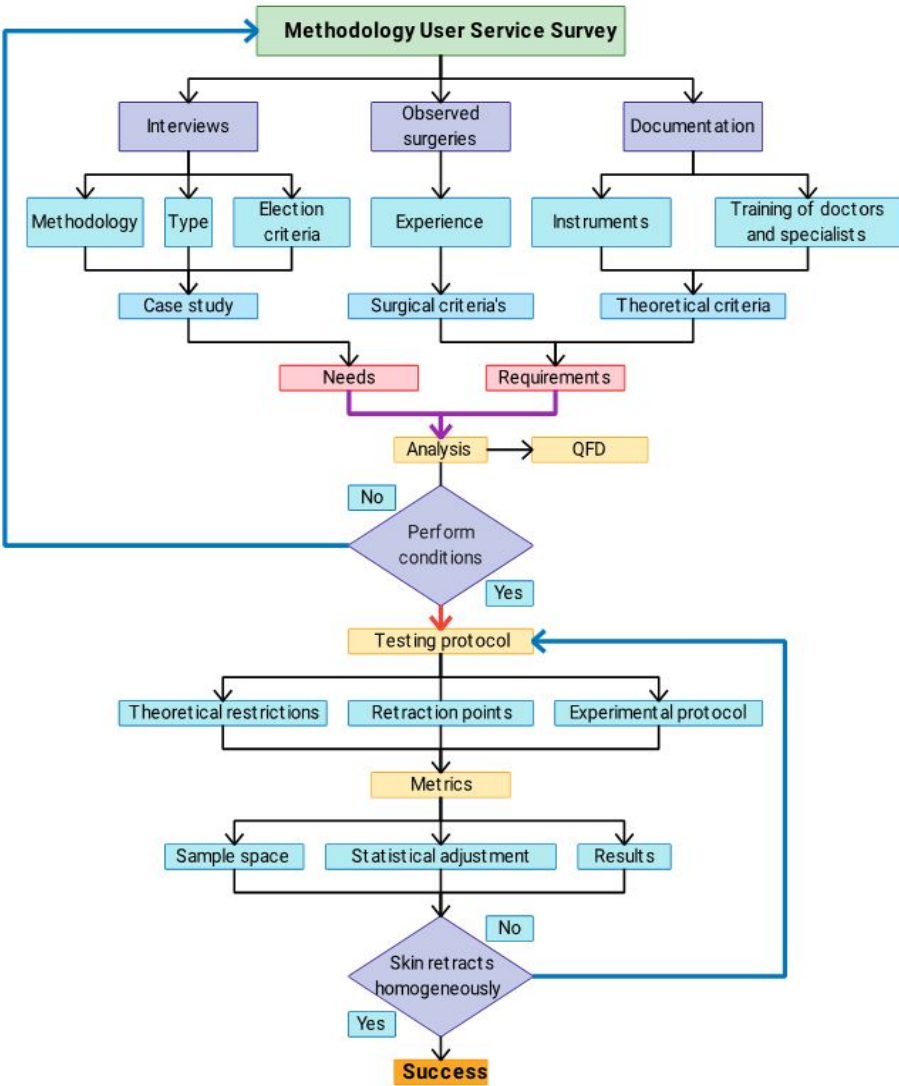 Methodology User Service Survey
Interviews
Observed
surgeries
Documentation
Methodology
Type
Election
criteria
Experience
Instruments
Training of doctors
and specialists
Case study
Surgical criteria's
Theoretical criteria
Needs
Requirements
Analysis
QFD
No
Perform
conditions
Yes
Testing protocol
Theoretical restrictions
Retraction points
Experimental protocol
Metrics
Sample space
Statistical adjustment
Results
No
Skin retracts
homogeneously
Yes
Success